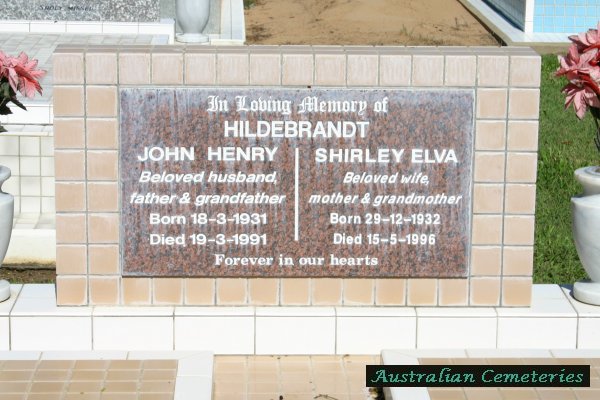 In Loving Memory of
HILDEBRANDT
JOHN HENRY
Beloved husband,
father & grandfather
Born 18-3-1931
Died 19-3-1991
SHIRLEY ELVA
Beloved wife,
mother & grandmother
Born 29-12-1932
Died 15-5-1996
Forever in our hearts
Australian Cemeteries